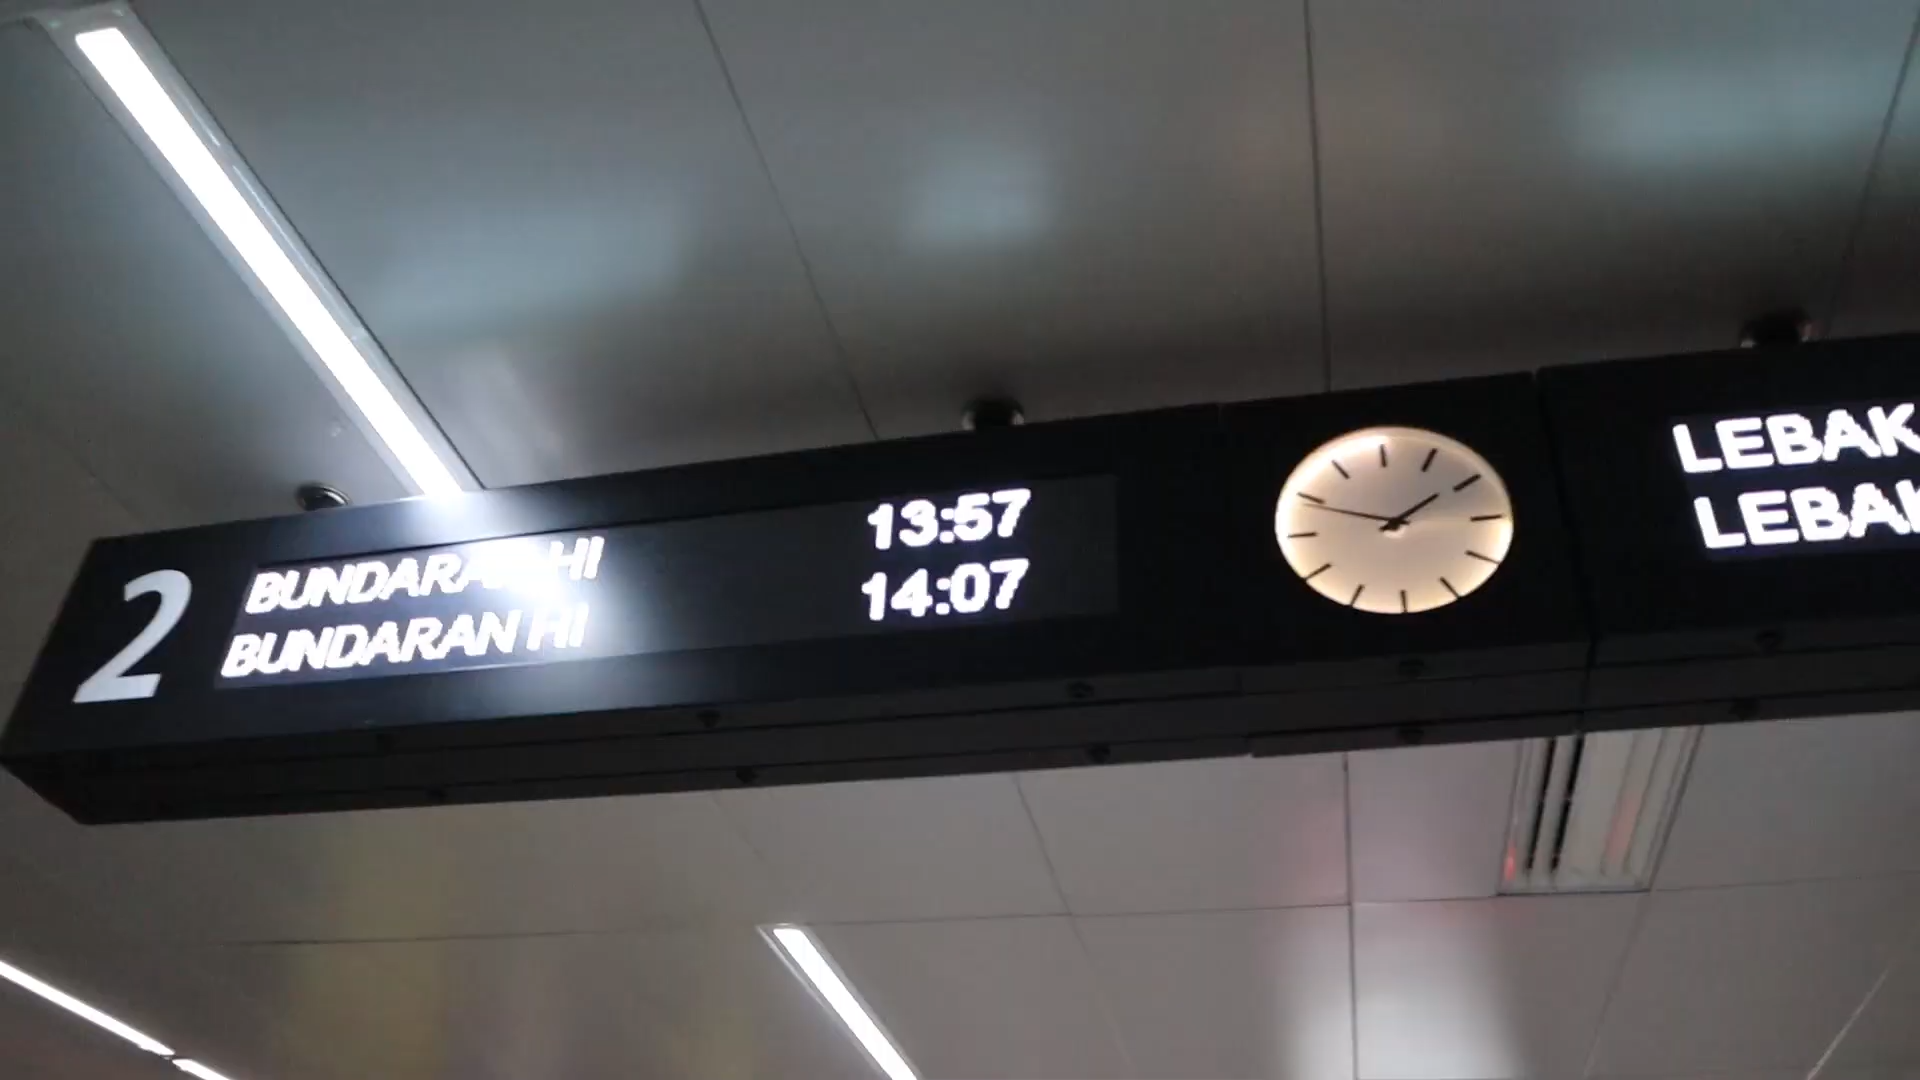 2
BUNDARAN HI 13:57
BUNDARAN HI 14:07
LEBAK
LEBAK